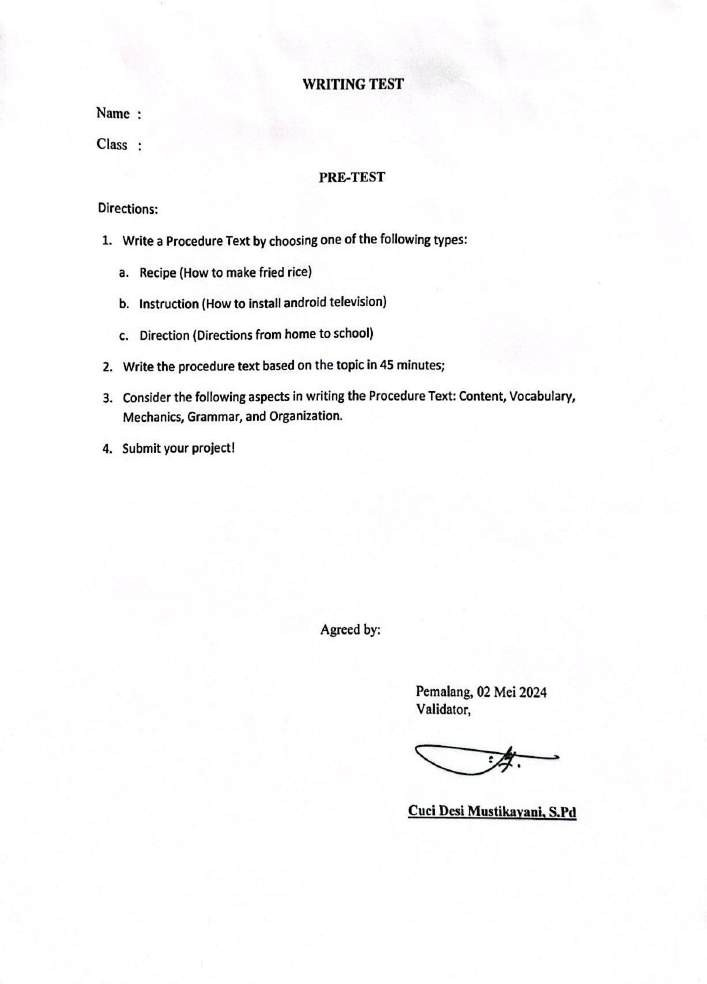 WRITING TEST
Name :
Class :
PRE-TEST
Directions:
1. Write a Procedure Text by choosing one of the following types:
a. Recipe (How to make fried rice)
b. Instruction (How to install android television)
c. Direction (Directions from home to school)
2. Write the procedure text based on the topic in 45 minutes;
3. Consider the following aspects in writing the Procedure Text: Content, Vocabulary,
Mechanics, Grammar, and Organization.
4. Submit your project!
Agreed by:
Pemalang, 02 Mei 2024
Validator,
Cuci Desi Mustikayani, S.Pd